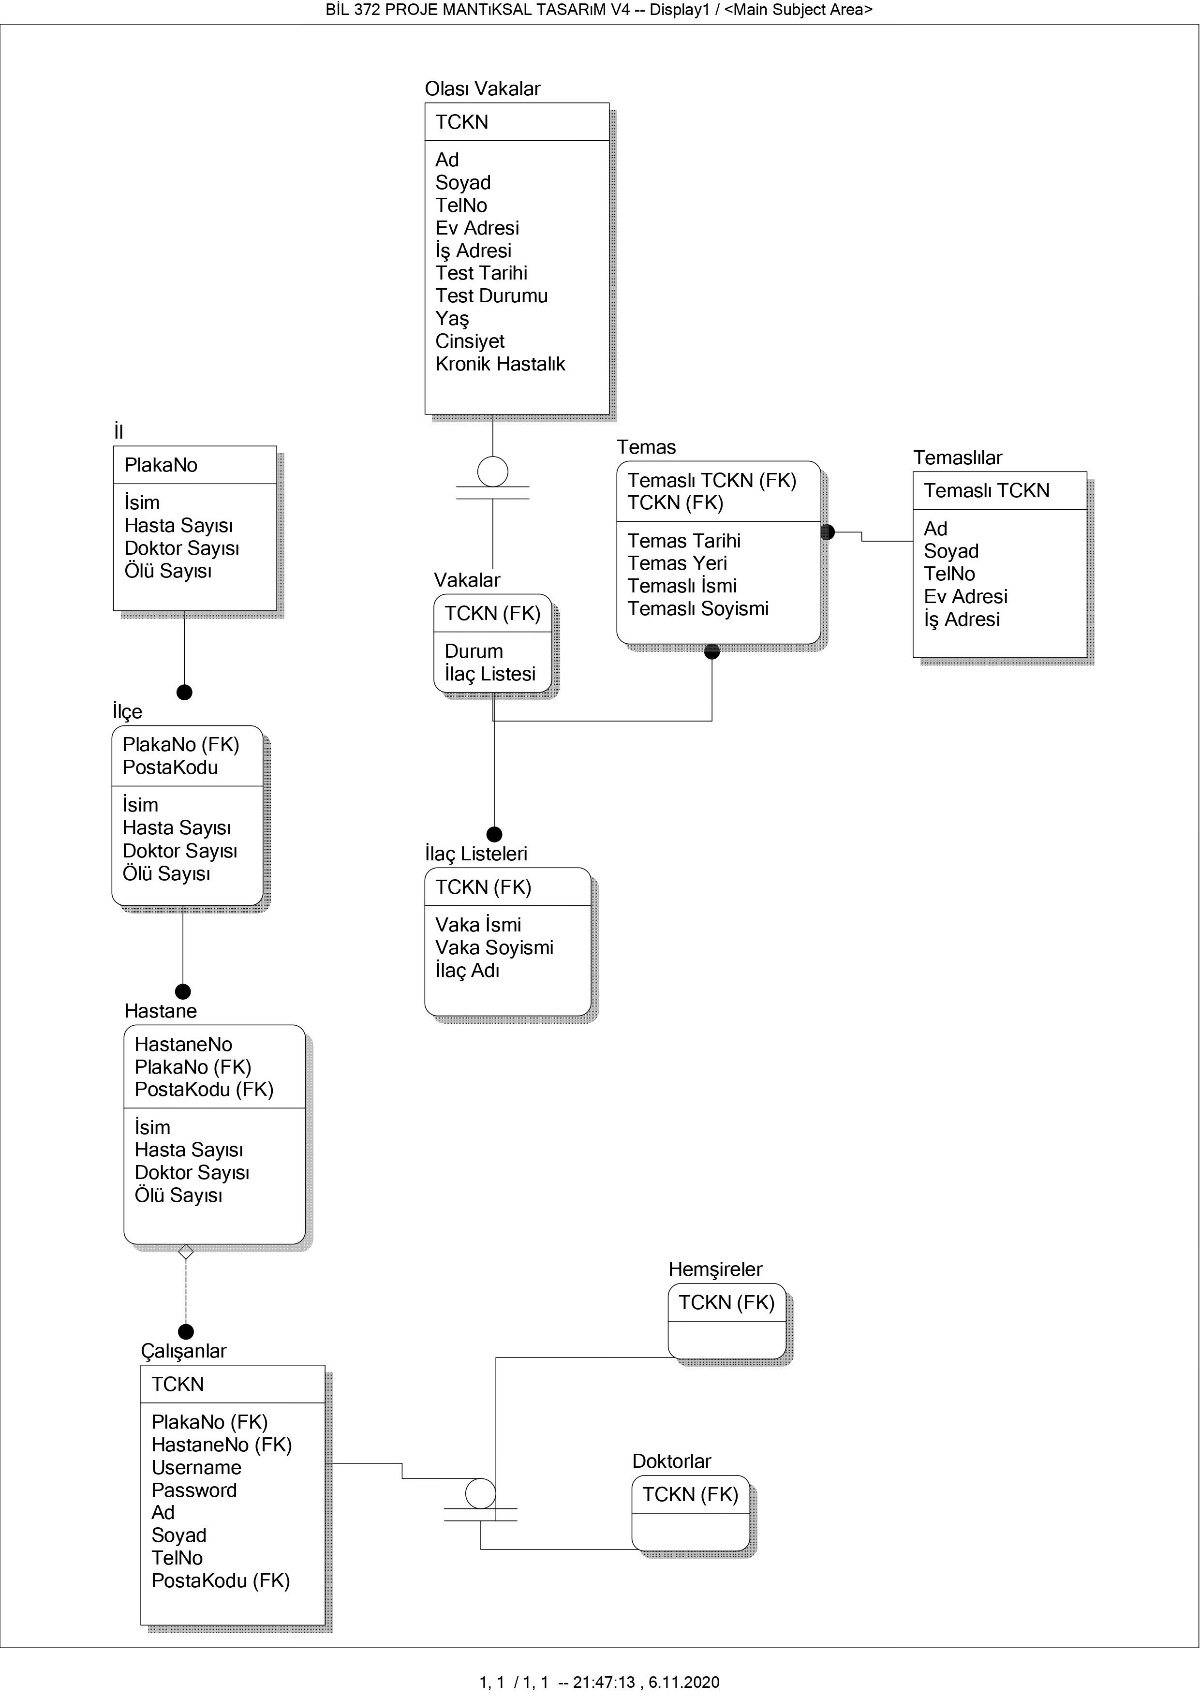 BİL 372 PROJE MANTıKSAL TASARıM V4 -- Display1 / <Main Subject Area>
Olası Vakalar
TCKN
Ad
Soyad
TelNo
Ev Adresi
İş Adresi
Test Tarihi
Test Durumu
Yaş
Cinsiyet
Kronik Hastalık
İl
PlakaNo
İsim
Hasta Sayısı
Doktor Sayısı
Ölü Sayısı
Temas
Temaslı TCKN (FK)
TCKN (FK)
Temas Tarihi
Temas Yeri
Temaslı İsmi
Temaslı Soyismi
Temaslılar
Temaslı TCKN
Ad
Soyad
TelNo
Ev Adresi
İş Adresi
Vakalar
TCKN (FK)
Durum
İlaç Listesi
İlçe
PlakaNo (FK)
PostaKodu
İsim
Hasta Sayısı
Doktor Sayısı
Ölü Sayısı
İlaç Listeleri
TCKN (FK)
Vaka İsmi
Vaka Soyismi
İlaç Adı
Hastane
HastaneNo
PlakaNo (FK)
PostaKodu (FK)
İsim
Hasta Sayısı
Doktor Sayısı
Ölü Sayısı
Hemşireler
TCKN (FK)
Çalışanlar
TCKN
PlakaNo (FK)
HastaneNo (FK)
Username
Password
Ad
Soyad
TelNo
PostaKodu (FK)
Doktorlar
TCKN (FK)
1, 1 / 1, 1 -- 21:47:13 , 6.11.2020